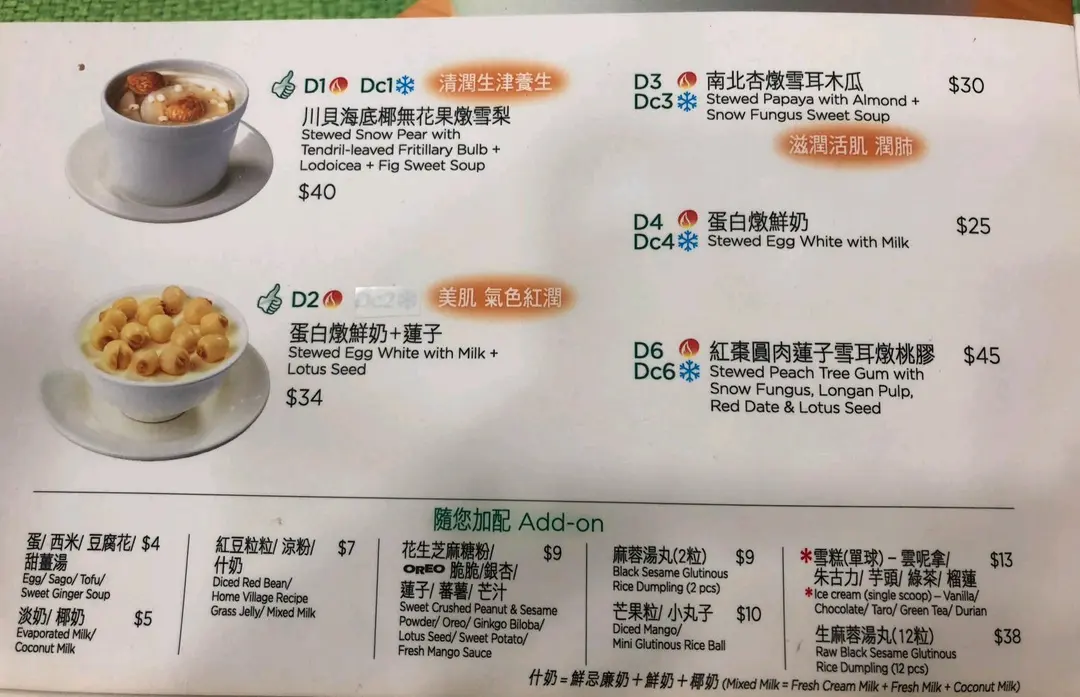 D1 Dc1 清潤生津養生
川貝海底椰無花果燉雪梨
Stewed Snow Pear with
Tendril-leaved Fritillary Bulb +
Lodoicea + Fig Sweet Soup
$40
D2 Dc2 美肌 氣色紅潤
蛋白燉鮮奶+蓮子
Stewed Egg White with Milk +
Lotus Seed
$34
D3 南北杏燉雪耳木瓜 $30
Dc3 Stewed Papaya with Almond +
Snow Fungus Sweet Soup
滋潤活肌 潤肺
D4 蛋白燉鮮奶 $25
Dc4 Stewed Egg White with Milk
D6 紅棗圓肉蓮子雪耳燉桃膠 $45
Dc6 Stewed Peach Tree Gum with
Snow Fungus, Longan Pulp,
Red Date & Lotus Seed
隨您加配 Add-on
蛋/ 西米/ 豆腐花/ $4
甜薑湯
Egg/ Sago/ Tofu/
Sweet Ginger Soup
淡奶/ 椰奶 $5
Evaporated Milk/
Coconut Milk
紅豆粒粒/ 涼粉/ $7
什奶
Diced Red Bean/
Home Village Recipe
Grass Jelly/ Mixed Milk
花生芝麻糖粉/ $9
OREO 脆脆/銀杏/
蓮子/ 蕃薯/ 芒汁
Sweet Crushed Peanut & Sesame
Powder/ Oreo/ Ginkgo Biloba/
Lotus Seed/ Sweet Potato/
Fresh Mango Sauce
麻蓉湯丸(2粒) $9
Black Sesame Glutinous
Rice Dumpling (2 pcs)
芒果粒/ 小丸子 $10
Diced Mango/
Mini Glutinous Rice Ball
*雪糕(單球) – 雲呢拿/ $13
朱古力/ 芋頭/ 綠茶/ 榴蓮
*Ice cream (single scoop) – Vanilla/
Chocolate/ Taro/ Green Tea/ Durian
生麻蓉湯丸(12粒) $38
Raw Black Sesame Glutinous
Rice Dumpling (12 pcs)
什奶 = 鮮忌廉奶 + 鮮奶 + 椰奶 (Mixed Milk = Fresh Cream Milk + Fresh Milk + Coconut Milk)